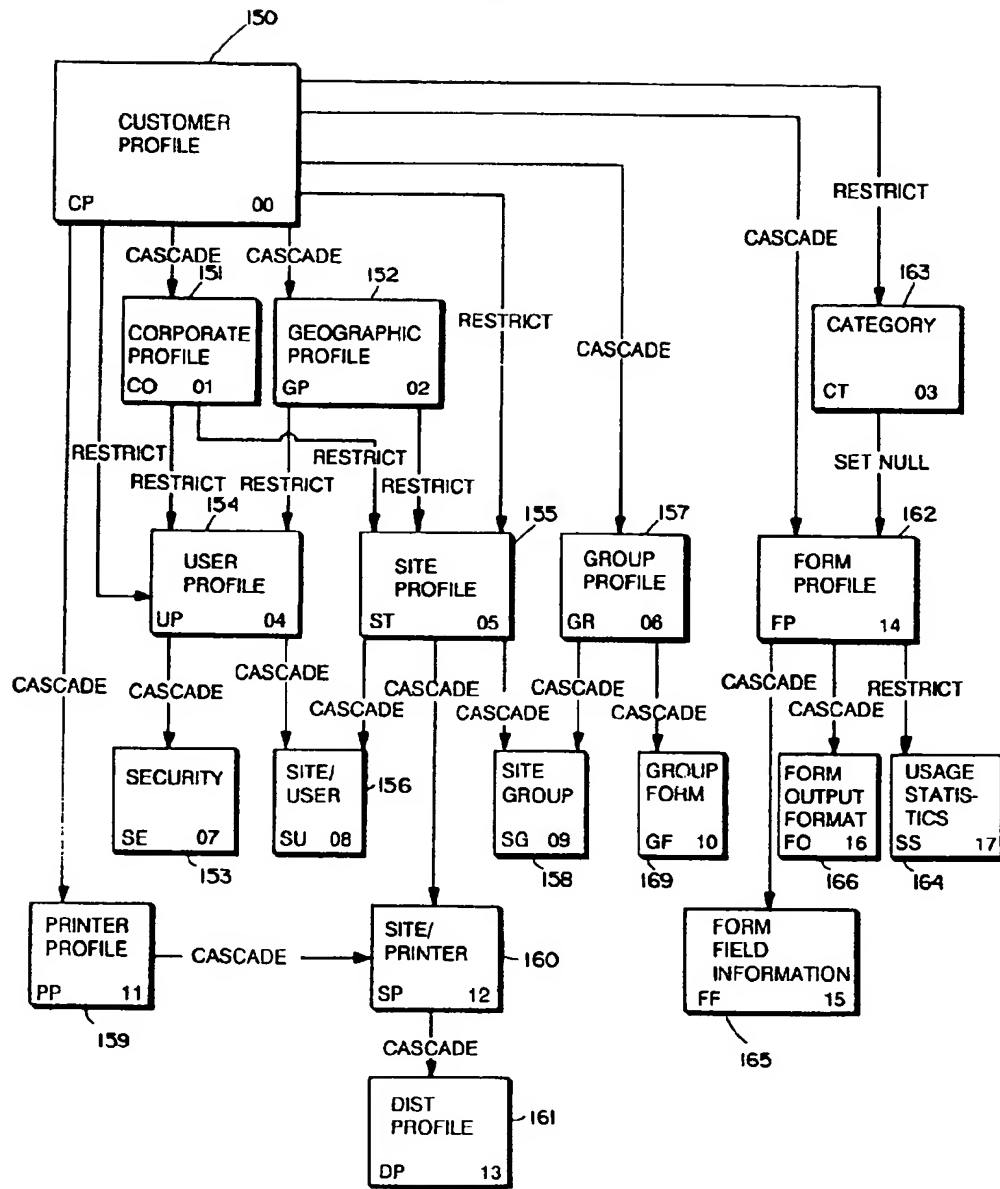 150
CUSTOMER
PROFILE
CP 00
RESTRICT
CASCADE
CASCADE CASCADE
151 152 163
CORPORATE
PROFILE
CO 01
GEOGRAPHIC
PROFILE
GP 02
RESTRICT
CASCADE
CATEGORY
CT 03
RESTRICT
RESTRICT
RESTRICT
RESTRICT
RESTRICT
SET NULL
154 155 157 162
USER
PROFILE
UP 04
SITE
PROFILE
ST 05
GROUP
PROFILE
GR 06
FORM
PROFILE
FP 14
CASCADE
CASCADE
CASCADE
CASCADE
CASCADE
CASCADE
CASCADE
CASCADE
CASCADE
RESTRICT
SECURITY
SE 07
153
SITE/
USER
SU 08
156
SITE
GROUP
SG 09
158
GROUP
FORM
GF 10
169
FORM
OUTPUT
FORMAT
FO 16
166
USAGE
STATIS-
TICS
SS 17
164
PRINTER
PROFILE
PP 11
159
CASCADE
SITE/
PRINTER
SP 12
160
FORM
FIELD
INFORMATION
FF 15
165
CASCADE
DIST
PROFILE
DP 13
161